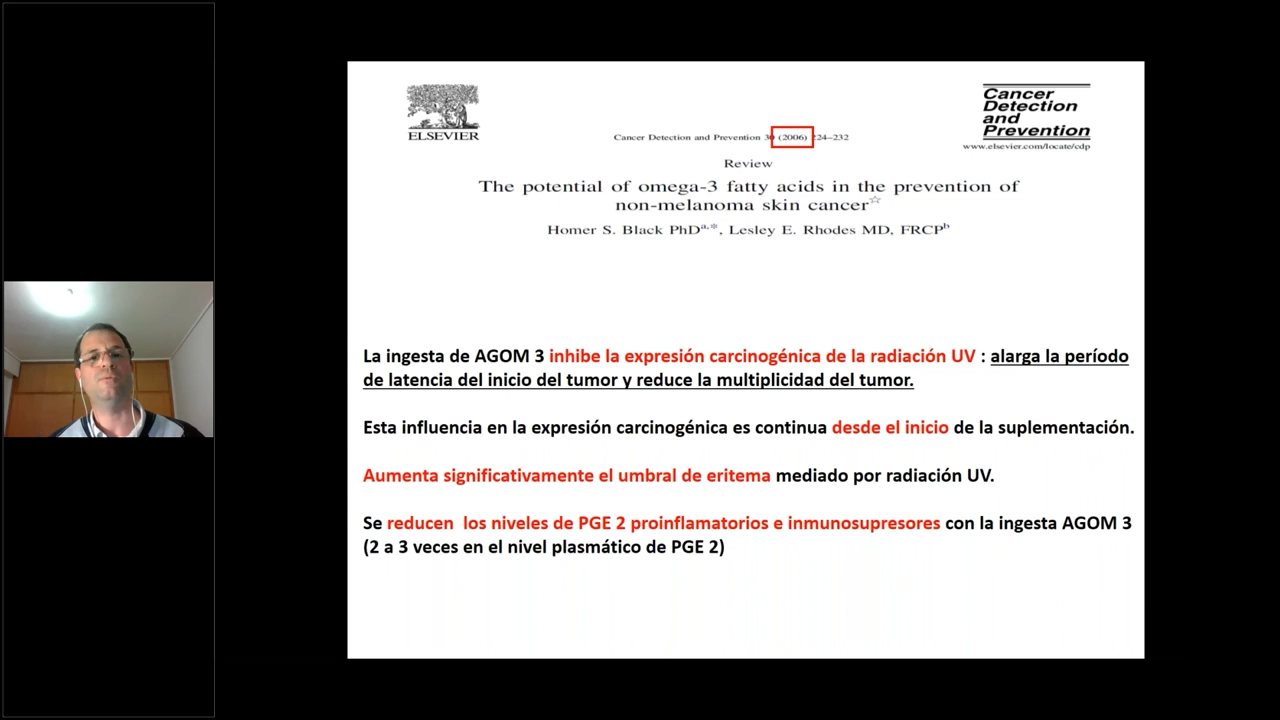 ELSEVIER
Cancer Detection and Prevention 30 (2006) 224–232
Cancer
Detection
and
Prevention
www.elsevier.com/locate/cdp
Review
The potential of omega-3 fatty acids in the prevention of
non-melanoma skin cancer☆
Homer S. Black PhDa,*, Lesley E. Rhodes MD, FRCPb
La ingesta de AGOM 3 inhibe la expresión carcinogénica de la radiación UV : alarga la período
de latencia del inicio del tumor y reduce la multiplicidad del tumor.
Esta influencia en la expresión carcinogénica es continua desde el inicio de la suplementación.
Aumenta significativamente el umbral de eritema mediado por radiación UV.
Se reducen los niveles de PGE 2 proinflamatorios e inmunosupresores con la ingesta AGOM 3
(2 a 3 veces en el nivel plasmático de PGE 2)